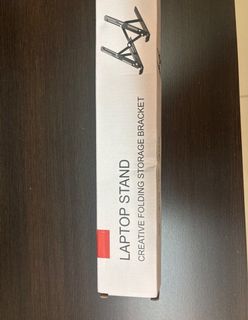 LAPTOP STAND
CREATIVE FOLDING STORAGE BRACKET